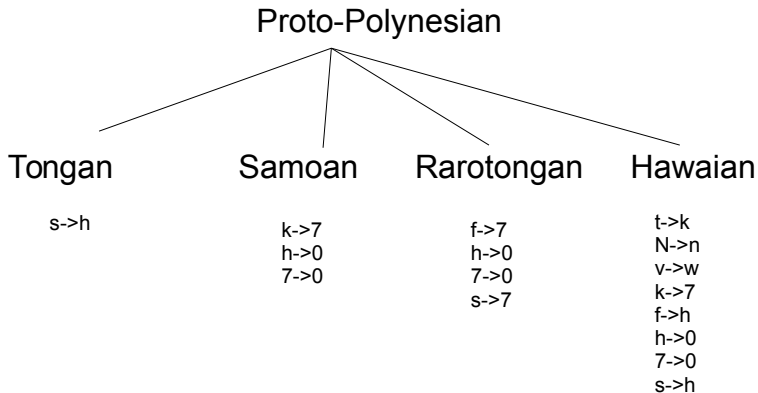 Proto-Polynesian
Tongan
Samoan
Rarotongan
Hawaian
s->h
k->7
h->0
7->0
f->7
h->0
7->0
s->7
t->k
N->n
v->w
k->7
f->h
h->0
7->0
s->h